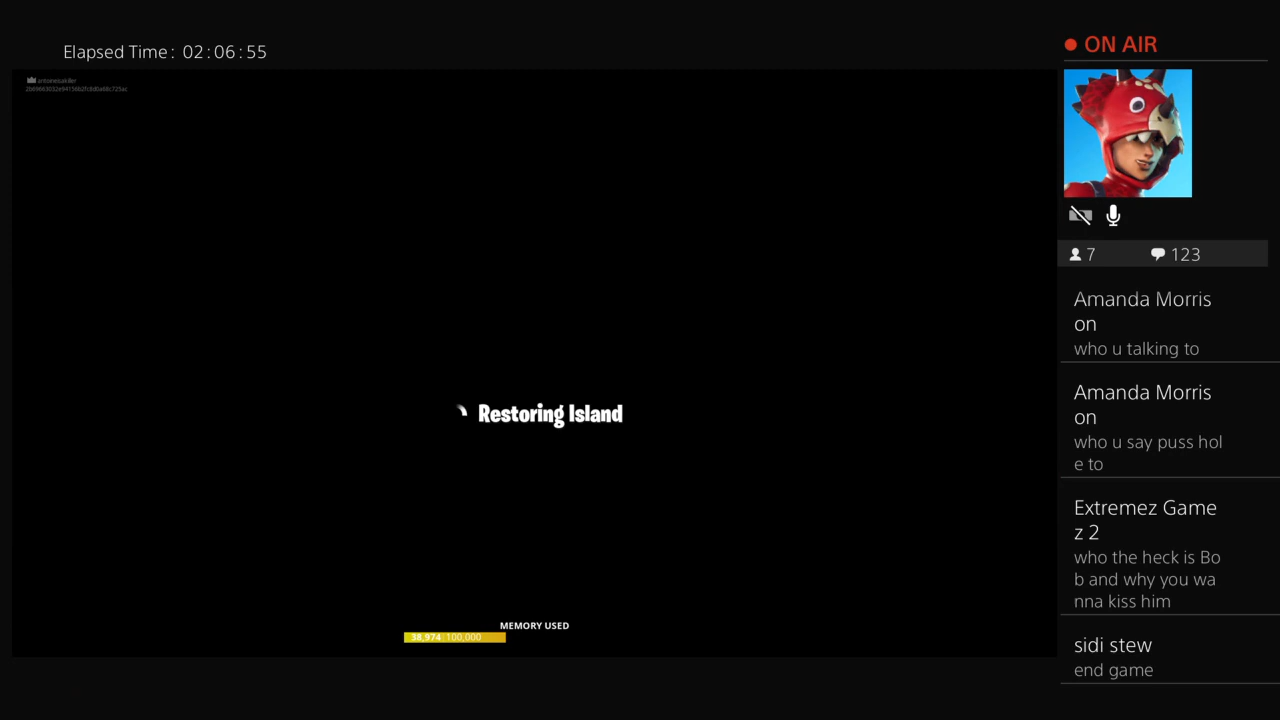 Elapsed Time: 02:06:55
ON AIR
antonesukiller
7
123
Amanda Morris
on
who u talking to
Amanda Morris
on
who u say puss hol
e to
Extremez Game
z 2
who the heck is Bo
b and why you wa
nna kiss him
sidi stew
end game
Restoring Island
MEMORY USED
38,974 100,000